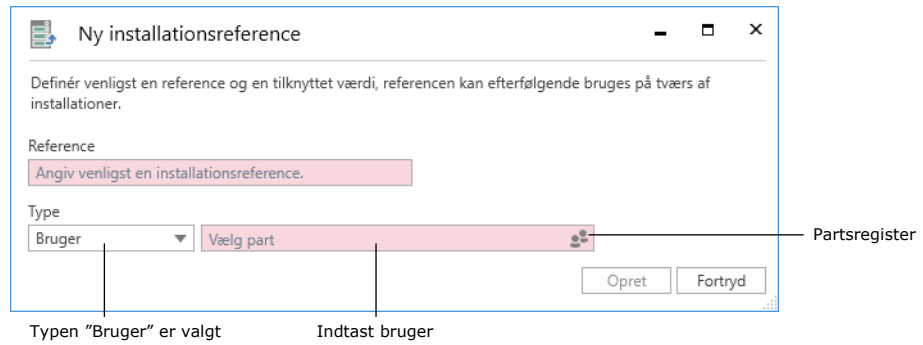 Ny installationsreference
Definér venligst en reference og en tilknyttet værdi, referencen kan efterfølgende bruges på tværs af
installationer.
Reference
Angiv venligst en installationsreference.
Type
Bruger
Vælg part
Partsregister
Opret
Fortryd
Typen ”Bruger” er valgt
Indtast bruger